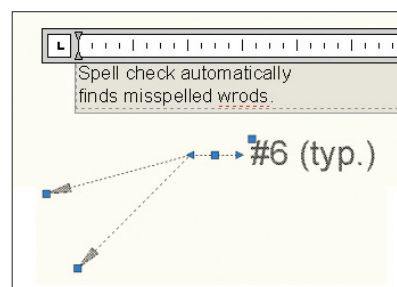 L
Spell check automatically
finds misspelled wrods.
#6 (typ.)